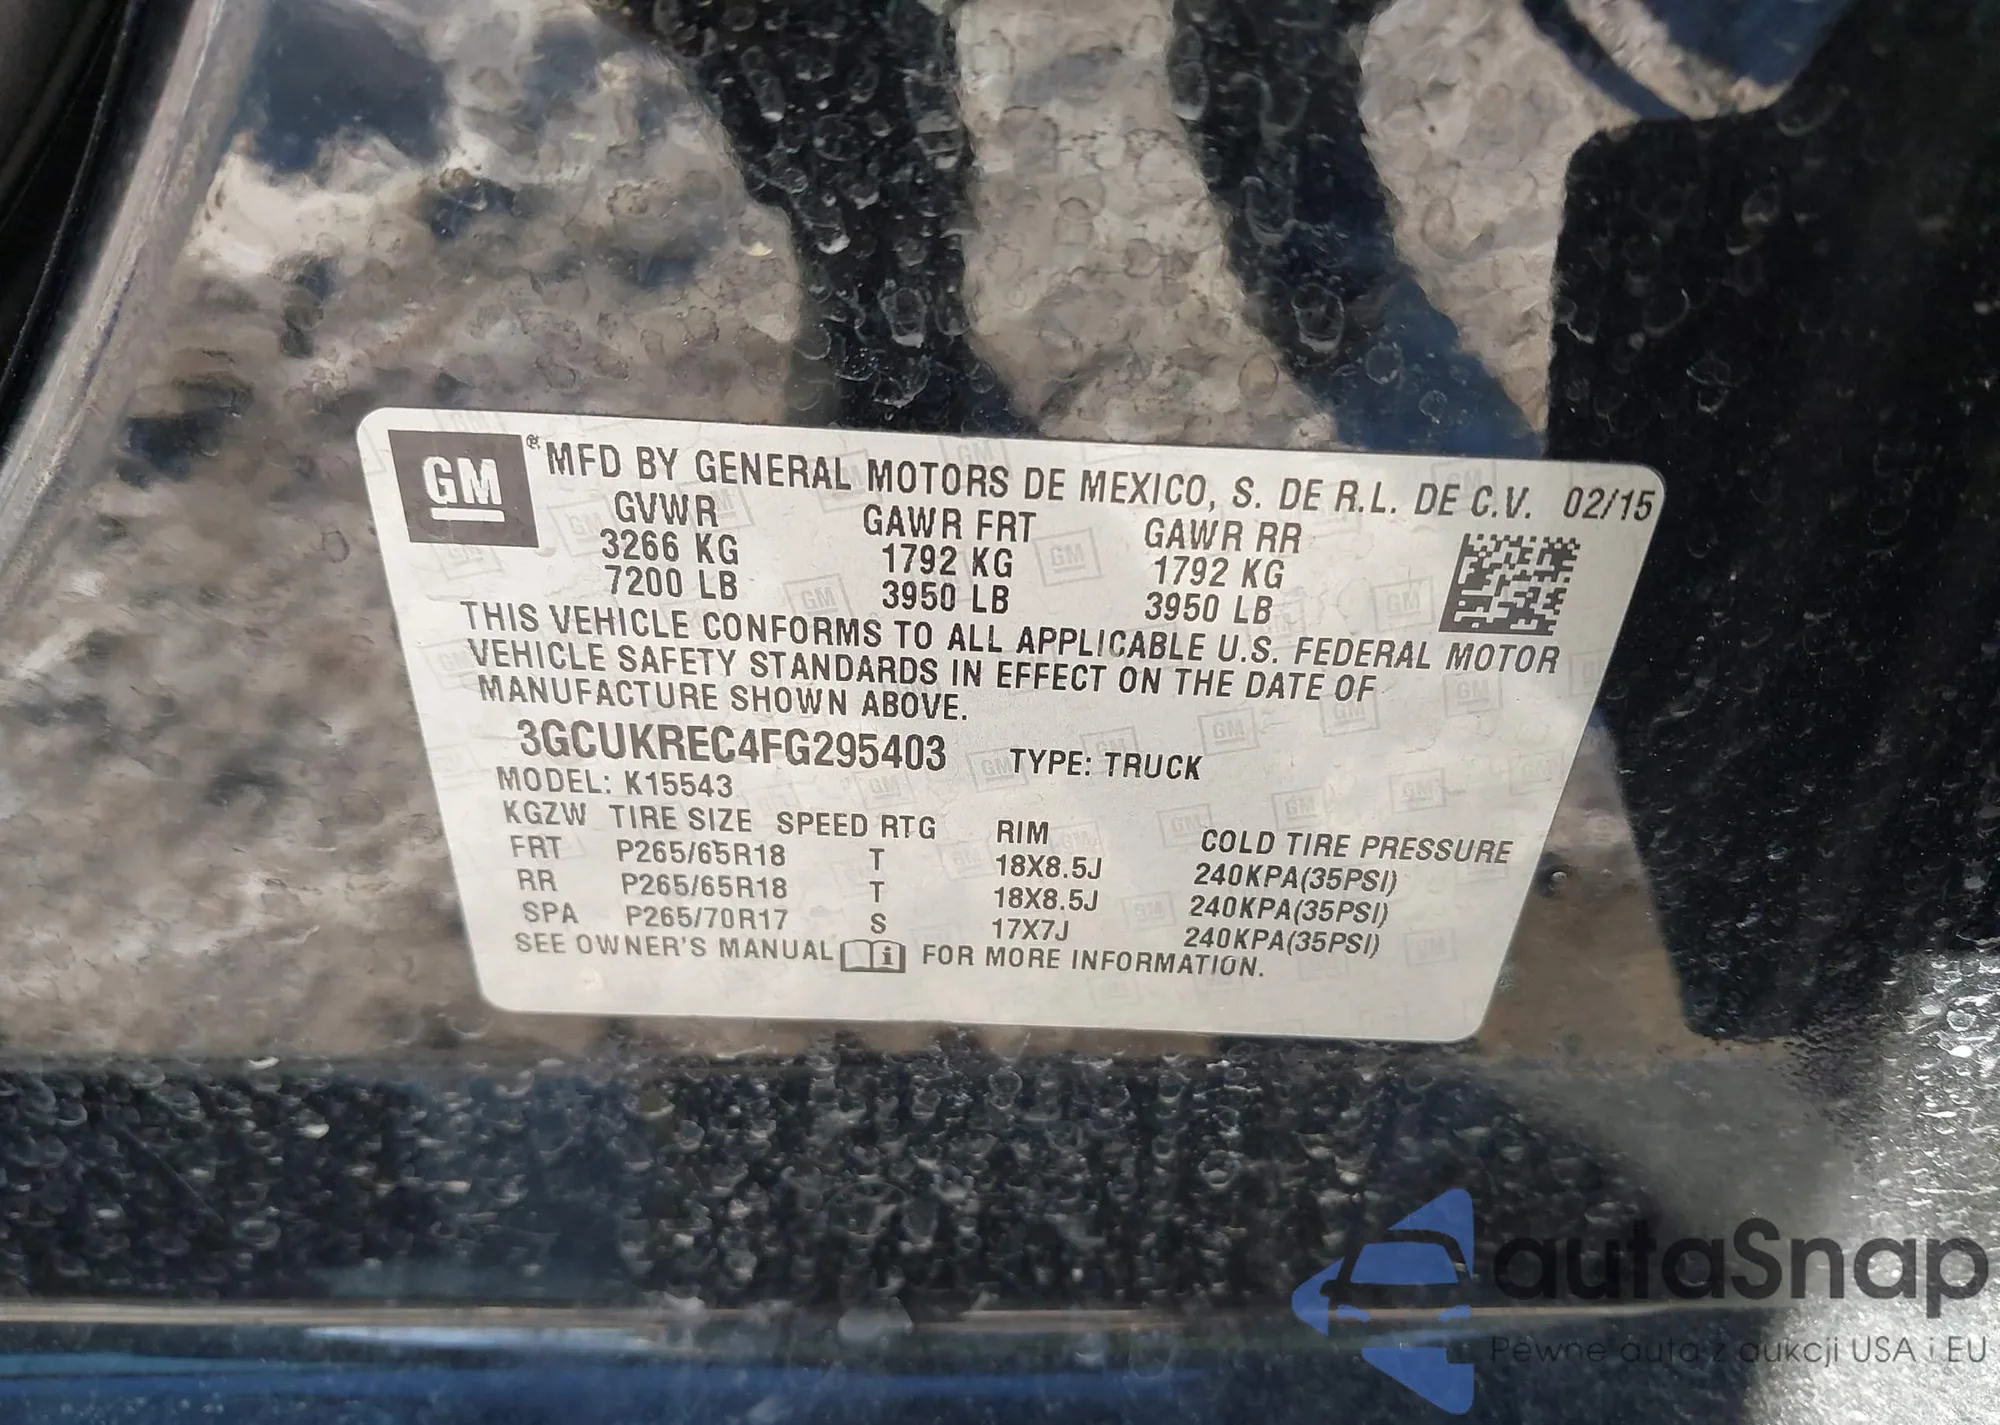 GM ® MFD BY GENERAL MOTORS DE MEXICO, S. DE R.L. DE C.V. 02/15
GVWR GAWR FRT GAWR RR
3266 KG 1792 KG 1792 KG
7200 LB 3950 LB 3950 LB
THIS VEHICLE CONFORMS TO ALL APPLICABLE U.S. FEDERAL MOTOR
VEHICLE SAFETY STANDARDS IN EFFECT ON THE DATE OF
MANUFACTURE SHOWN ABOVE.
3GCUKREC4FG295403 TYPE: TRUCK
MODEL: K15543
KGZW TIRE SIZE SPEED RTG RIM COLD TIRE PRESSURE
FRT P265/65R18 T 18X8.5J 240KPA(35PSI)
RR P265/65R18 T 18X8.5J 240KPA(35PSI)
SPA P265/70R17 S 17X7J 240KPA(35PSI)
SEE OWNER'S MANUAL i FOR MORE INFORMATION.
autaSnap
Pewne auta z aukcji USA i EU